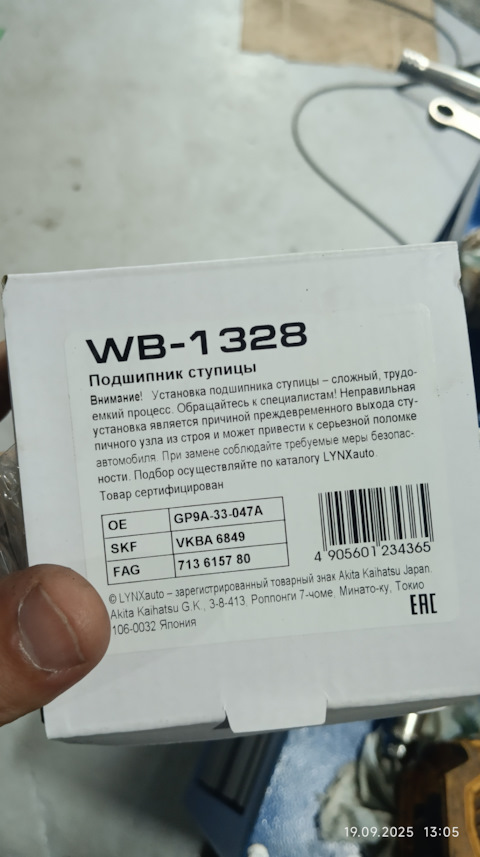 WB-1328
Подшипник ступицы
Внимание! Установка подшипника ступицы – сложный, трудо-
емкий процесс. Обращайтесь к специалистам! Неправильная
установка является причиной преждевременного выхода сту-
пичного узла из строя и может привести к серьезной поломке
автомобиля. При замене соблюдайте требуемые меры безопас-
ности. Подбор осуществляйте по каталогу LYNXauto.
Товар сертифицирован
OE GP9A-33-047A
SKF VKBA 6849
FAG 713 6157 80
4 905601 234365
© LYNXauto – зарегистрированный товарный знак Akita Kaihatsu Japan.
Akita Kaihatsu G.K., 3-8-413, Роппонги 7-чоме, Минато-ку, Токио
106-0032 Япония
EAC
19.09.2025 13:05